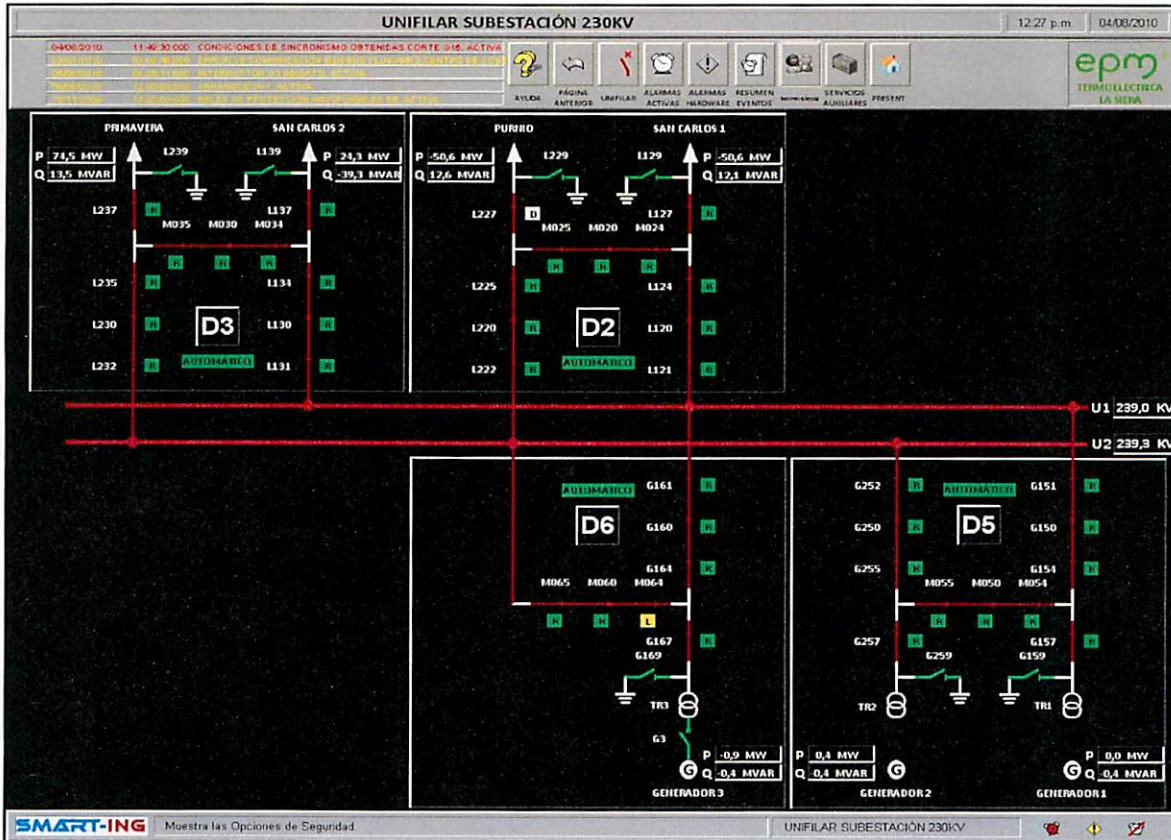 UNIFILAR SUBESTACIÓN 230KV
12:27 p.m.
04/08/2010
04/08/2010 11:49:30.000 CONDICIONES DE SINCRONISMO OBTENIDAS CORTE G16. ACTIVA
AYUDA
PÁGINA ANTERIOR
UNIFILAR
ALARMAS ACTIVAS
ALARMAS HARDWARE
RESUMEN EVENTOS
SERVICIOS AUXILIARES
PRESENT
epm
TERMOELÉCTRICA
LA SIERA
PRIMAVERA SAN CARLOS 2
P 74,5 MW L239 L139 P 24,3 MW
Q 13,5 MVAR Q -39,3 MVAR
L237 R L137 R
M035 M030 M034
R R R
L235 R L134 R
L230 R D3 L130 R
L232 R AUTOMATICO L131 R
PURNIO SAN CARLOS 1
P -50,6 MW L229 L129 P -50,6 MW
Q 12,6 MVAR Q 12,1 MVAR
L227 D L127 R
M025 M020 M024
R R R
L225 R L124 R
L220 R D2 L120 R
L222 R AUTOMATICO L121 R
U1 239,0 KV
U2 239,3 KV
AUTOMATICO G161 R
D6 G160 R
G164 R
M065 M060 M064
R R L
G167 R
G169
TR3
G3
P -0,9 MW
G Q -0,4 MVAR
GENERADOR 3
G252 R AUTOMATICO G151 R
G250 R D5 G150 R
G255 R G154 R
M055 M050 M054
R R R
G257 R G157 R
G259 G159
TR2 TR1
P 0,4 MW P 0,0 MW
Q -0,4 MVAR G Q -0,4 MVAR G
GENERADOR 2 GENERADOR 1
SMART-ING Muestra las Opciones de Seguridad UNIFILAR SUBESTACIÓN 230KV